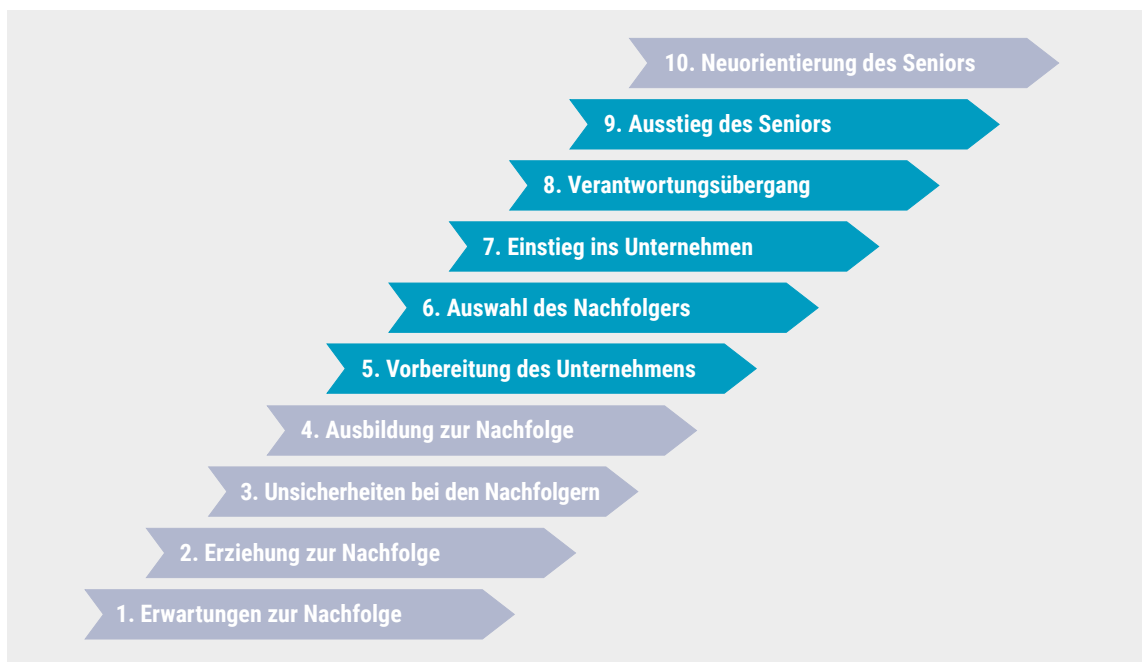 10. Neuorientierung des Seniors
9. Ausstieg des Seniors
8. Verantwortungsübergang
7. Einstieg ins Unternehmen
6. Auswahl des Nachfolgers
5. Vorbereitung des Unternehmens
4. Ausbildung zur Nachfolge
3. Unsicherheiten bei den Nachfolgern
2. Erziehung zur Nachfolge
1. Erwartungen zur Nachfolge